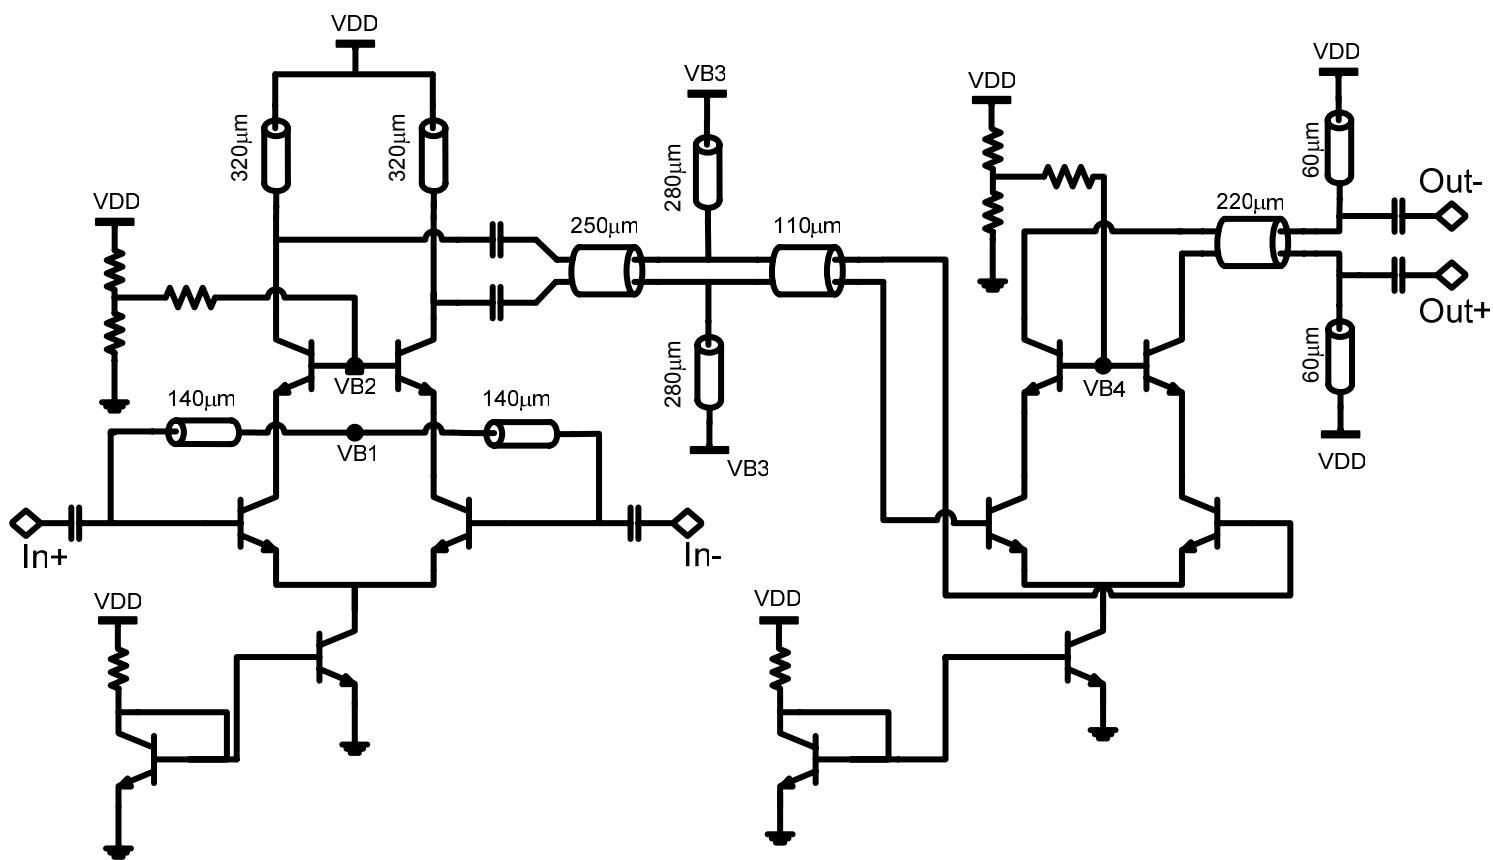 VDD
VDD
VB3
VDD
320µm
320µm
280µm
60µm
Out-
VDD
250µm
110µm
220µm
Out+
VB2
280µm
60µm
VB4
140µm
140µm
VB1
VB3
VDD
In+
In-
VDD
VDD